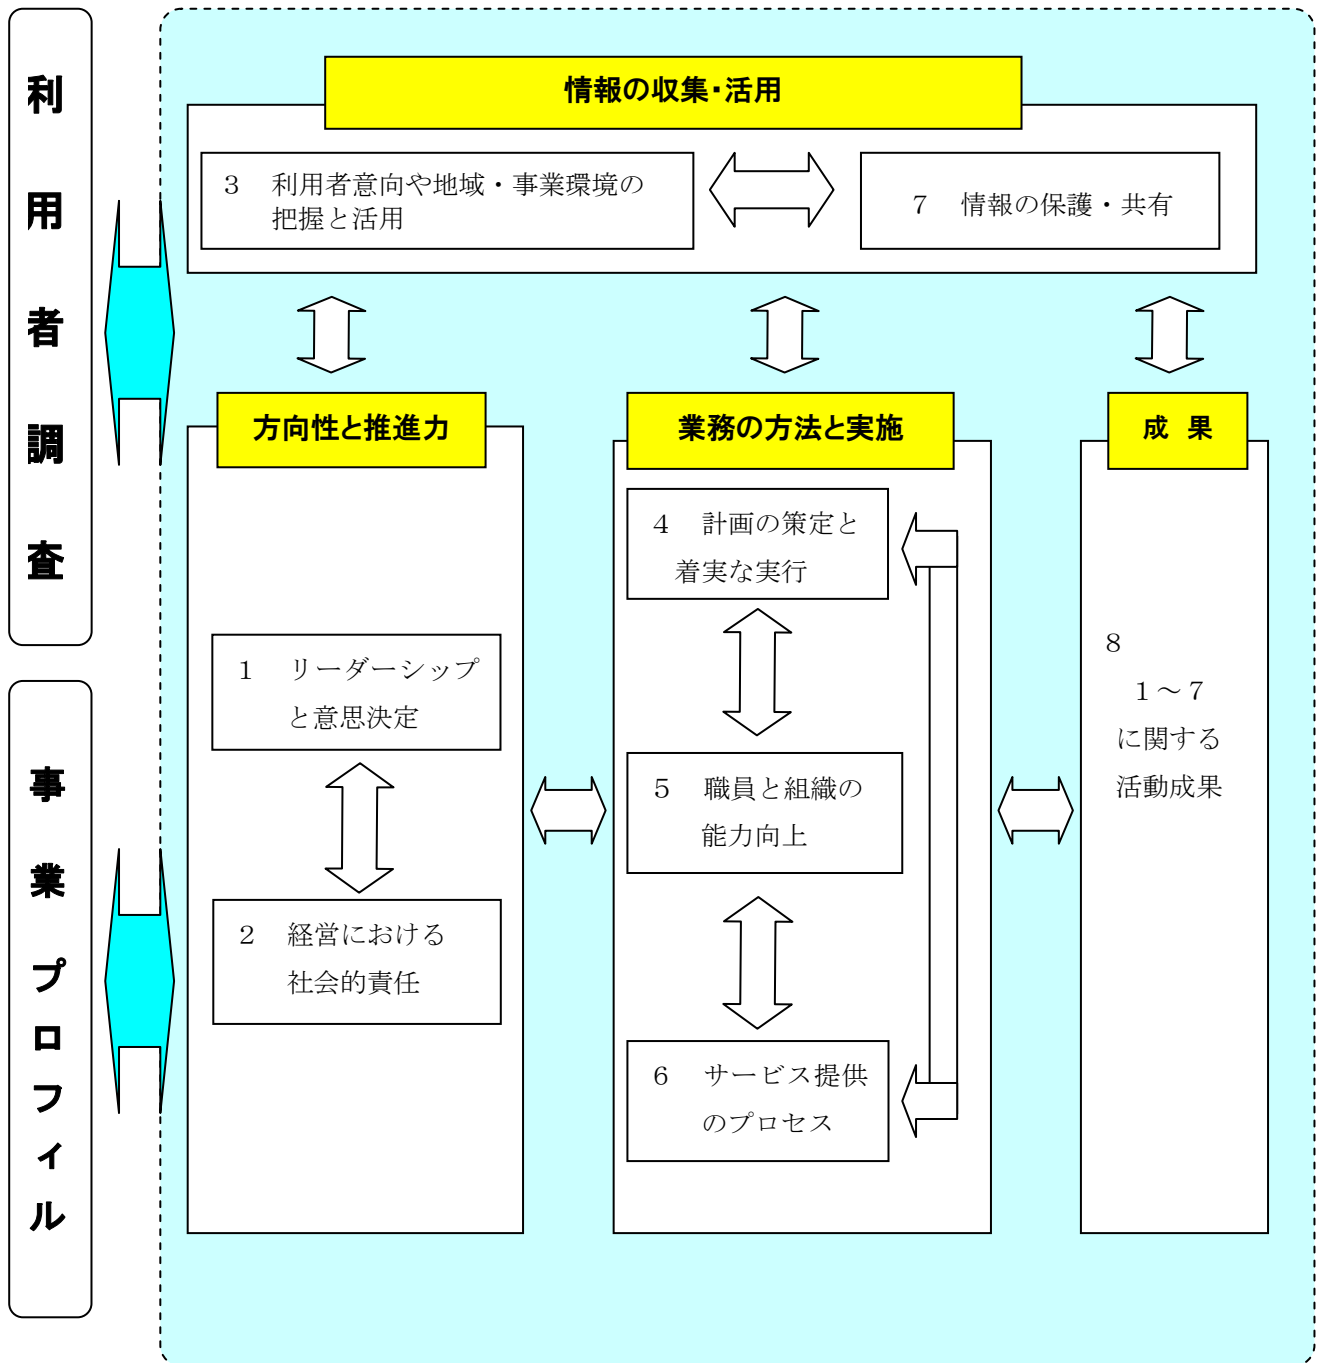 利用者調査
事業プロフィル
情報の収集・活用
３　利用者意向や地域・事業環境の
把握と活用
７　情報の保護・共有
方向性と推進力
１　リーダーシップ
と意思決定
２　経営における
社会的責任
業務の方法と実施
４　計画の策定と
着実な実行
５　職員と組織の
能力向上
６　サービス提供
のプロセス
成　果
８
１～７
に関する
活動成果